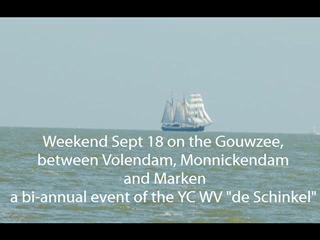 Weekend Sept 18 on the Gouwzee,
between Volendam, Monnickendam
and Marken
a bi-annual event of the YC WV "de Schinkel"